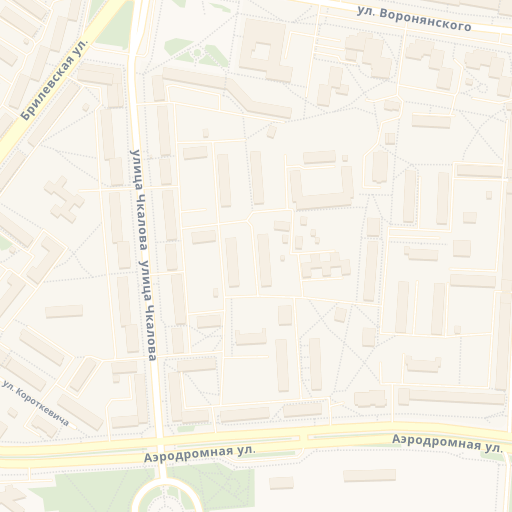 ул. Воронянского
Брилевская ул.
улица Чкалова
улица Чкалова
ул. Короткевича
Аэродромная ул.
Аэродромная ул.